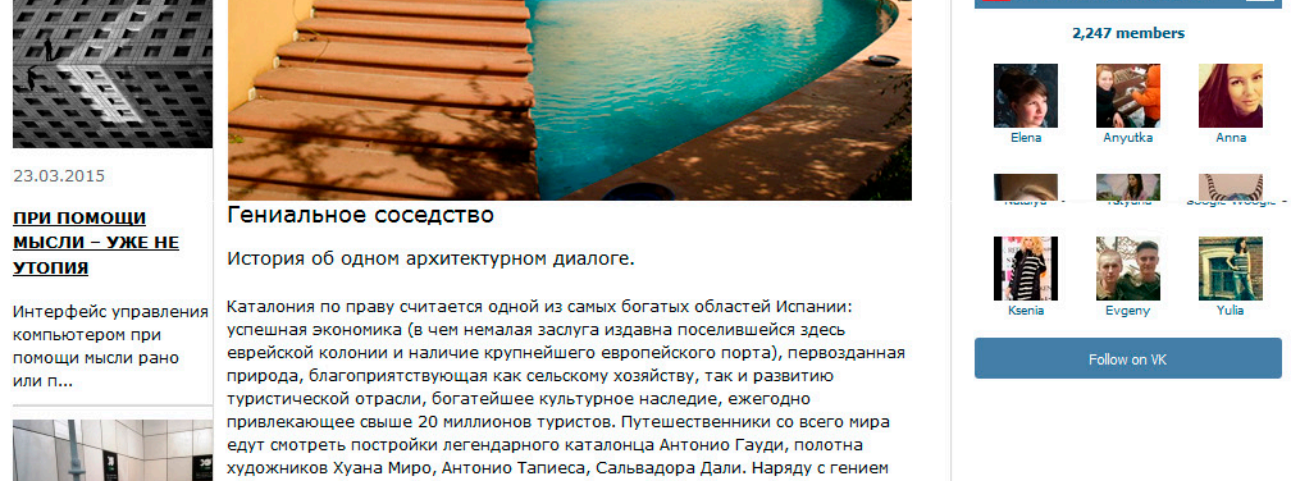 23.03.2015
ПРИ ПОМОЩИ
МЫСЛИ – УЖЕ НЕ
УТОПИЯ
Интерфейс управления
компьютером при
помощи мысли рано
или п...
Гениальное соседство
История об одном архитектурном диалоге.
Каталония по праву считается одной из самых богатых областей Испании:
успешная экономика (в чем немалая заслуга издавна поселившейся здесь
еврейской колонии и наличие крупнейшего европейского порта), первозданная
природа, благоприятствующая как сельскому хозяйству, так и развитию
туристической отрасли, богатейшее культурное наследие, ежегодно
привлекающее свыше 20 миллионов туристов. Путешественники со всего мира
едут смотреть постройки легендарного каталонца Антонио Гауди, полотна
художников Хуана Миро, Антонио Тапиеса, Сальвадора Дали. Наряду с гением
2,247 members
Elena Anyutka Anna
Natalya Tatyana
Ksenia Evgeny Yulia
Follow on VK